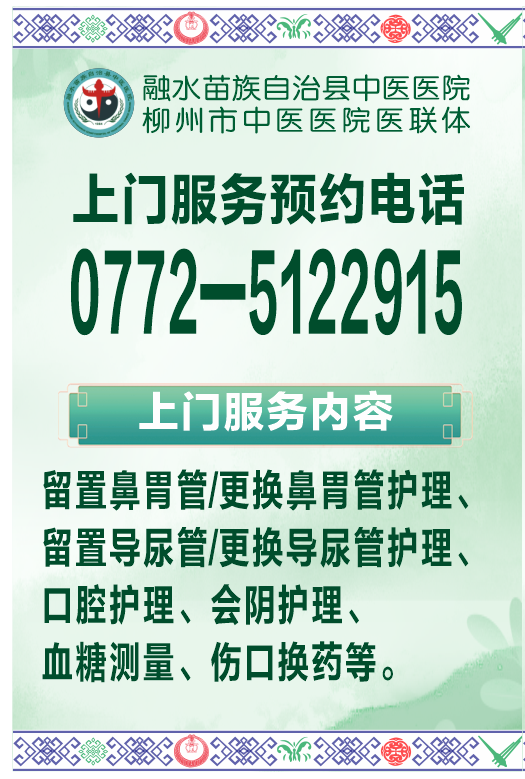 融水苗族自治县中医医院
柳州市中医医院医联体
上门服务预约电话
0772-5122915
上门服务内容
留置鼻胃管/更换鼻胃管护理、
留置导尿管/更换导尿管护理、
口腔护理、会阴护理、
血糖测量、伤口换药等。